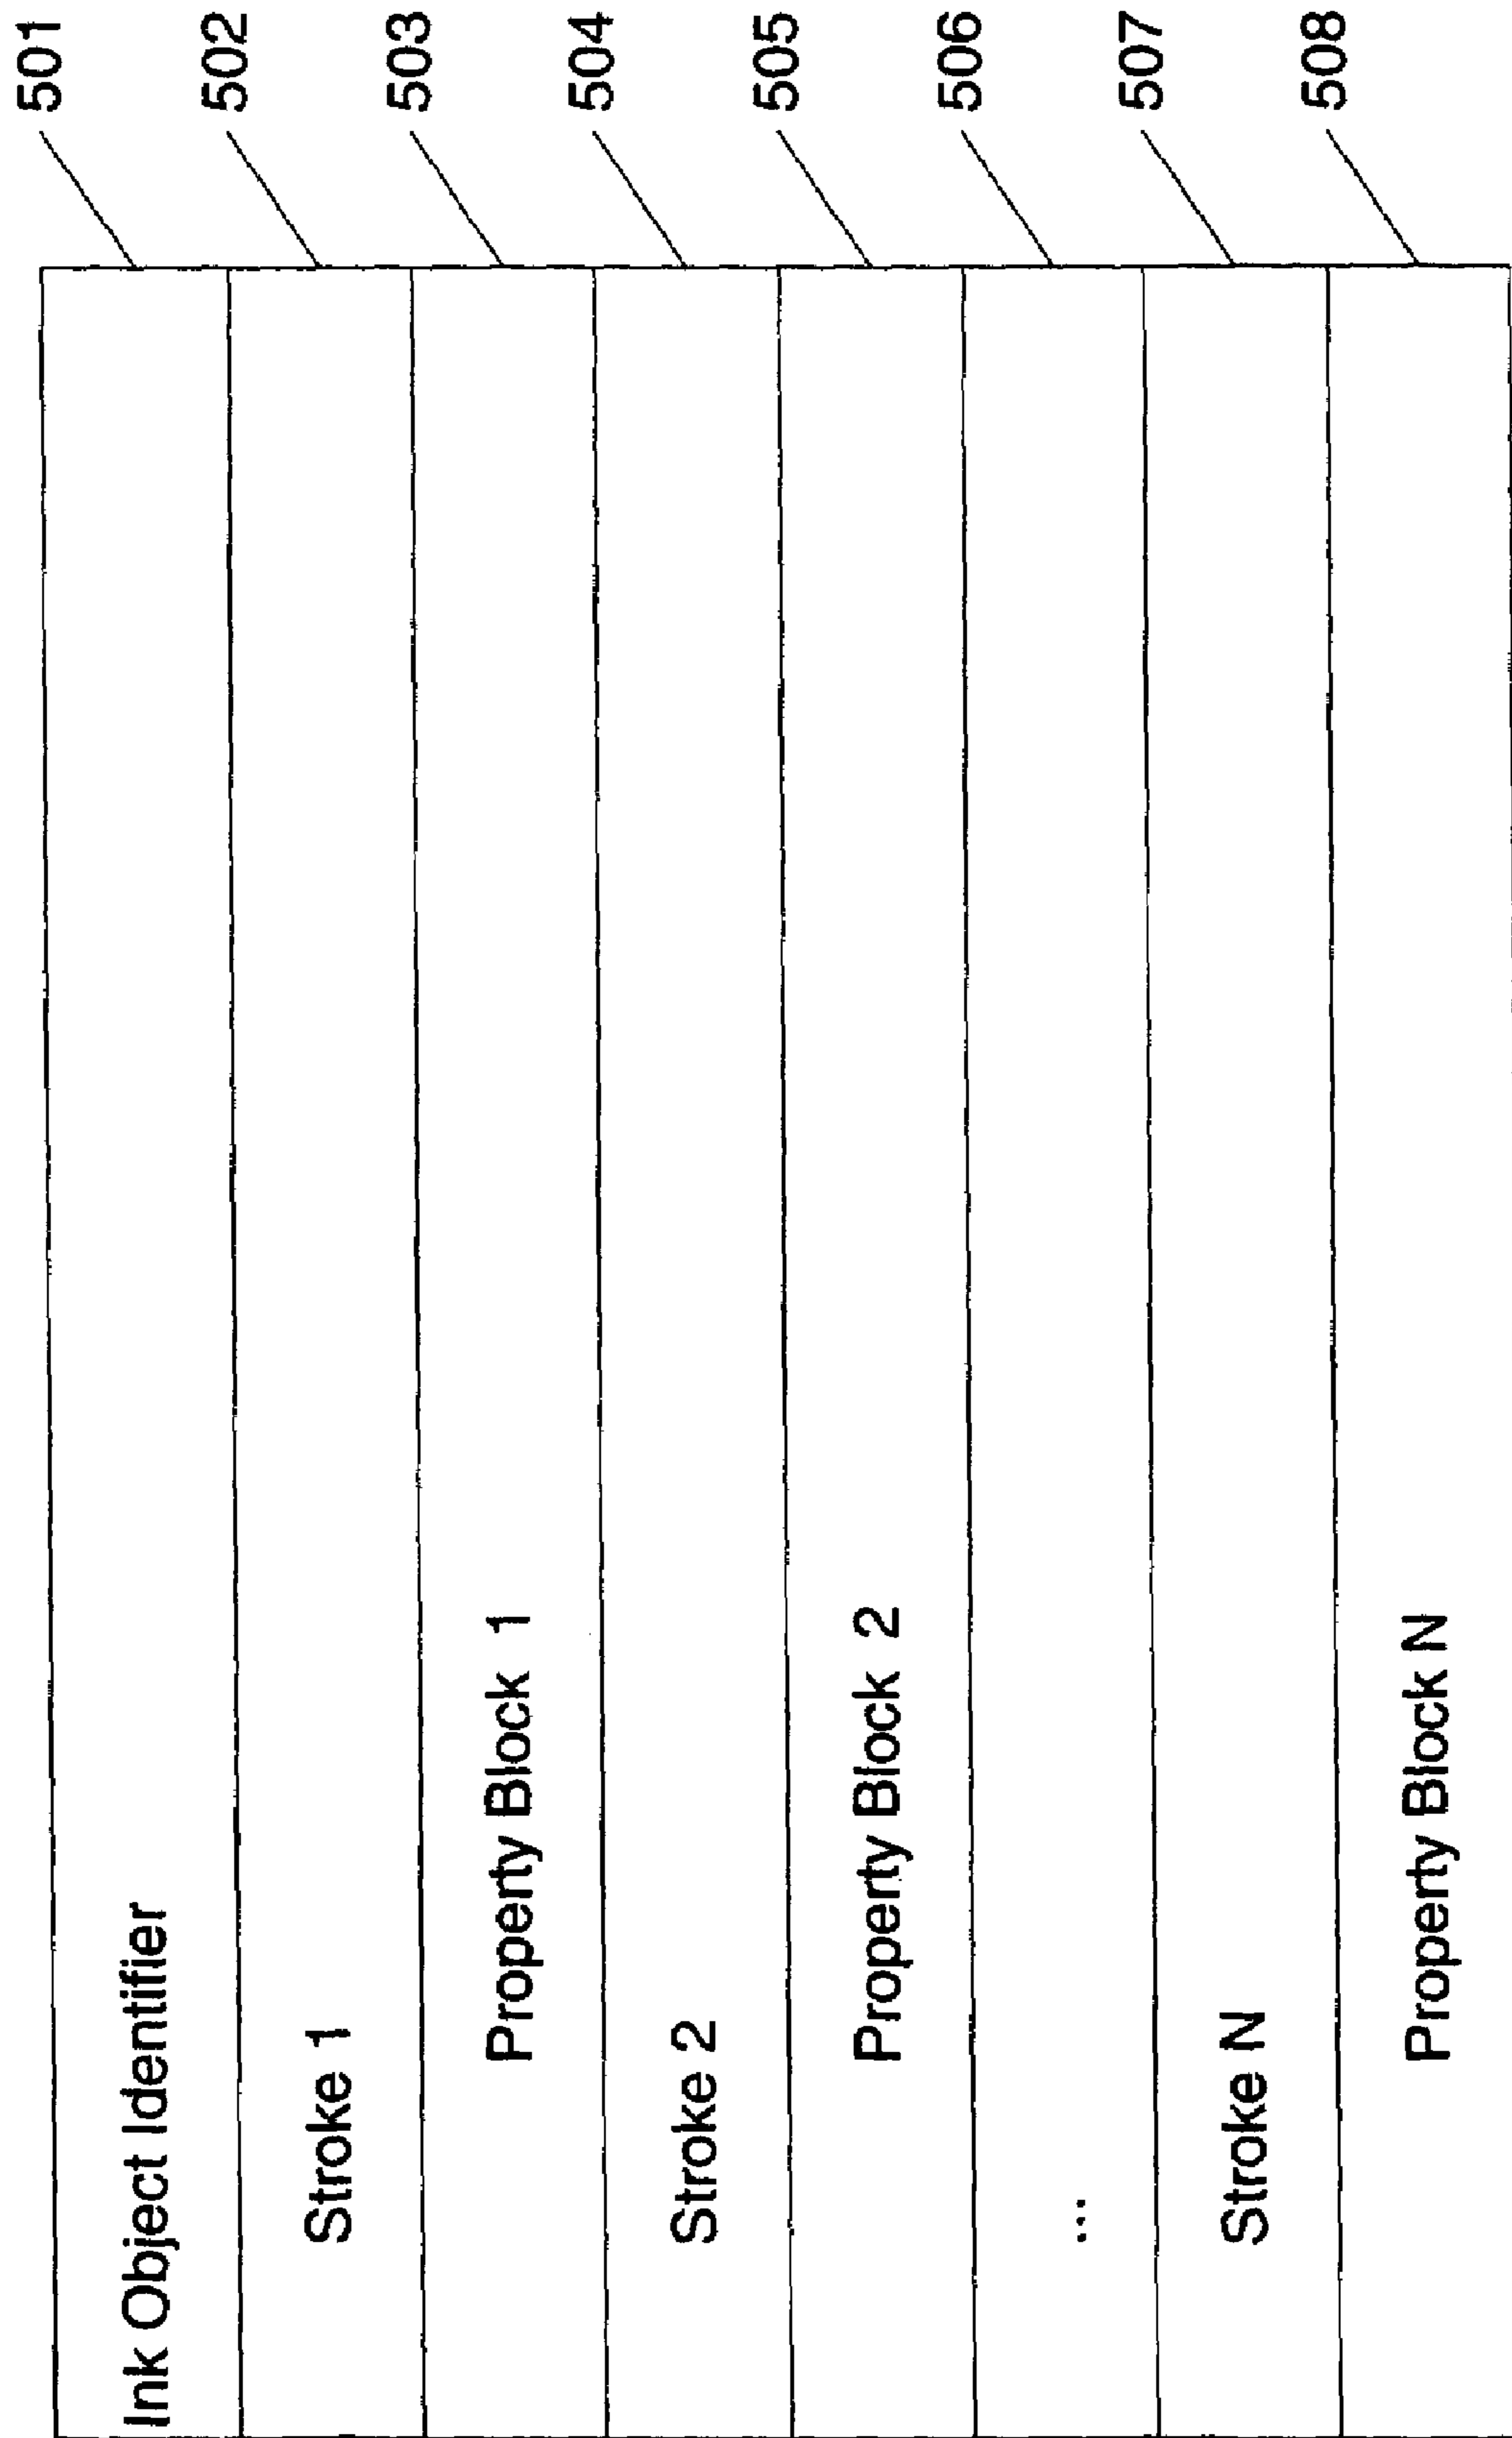 Ink Object Identifier 501
Stroke 1 502
Property Block 1 503
Stroke 2 504
Property Block 2 505
... 506
Stroke N 507
Property Block N 508